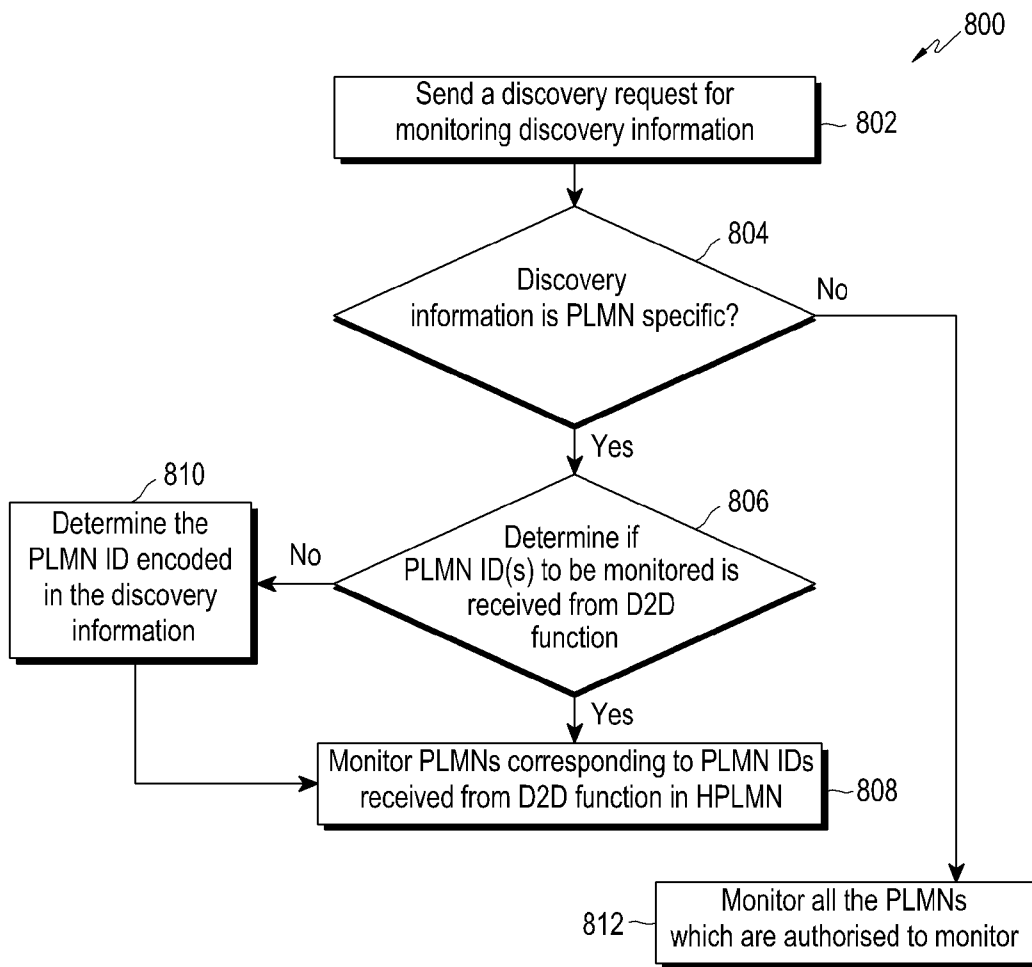 800
Send a discovery request for
monitoring discovery information
802
804
Discovery
information is PLMN specific?
No
Yes
810
Determine the
PLMN ID encoded
in the discovery
information
No
806
Determine if
PLMN ID(s) to be monitored is
received from D2D
function
Yes
Monitor PLMNs corresponding to PLMN IDs
received from D2D function in HPLMN
808
Monitor all the PLMNs
which are authorised to monitor
812